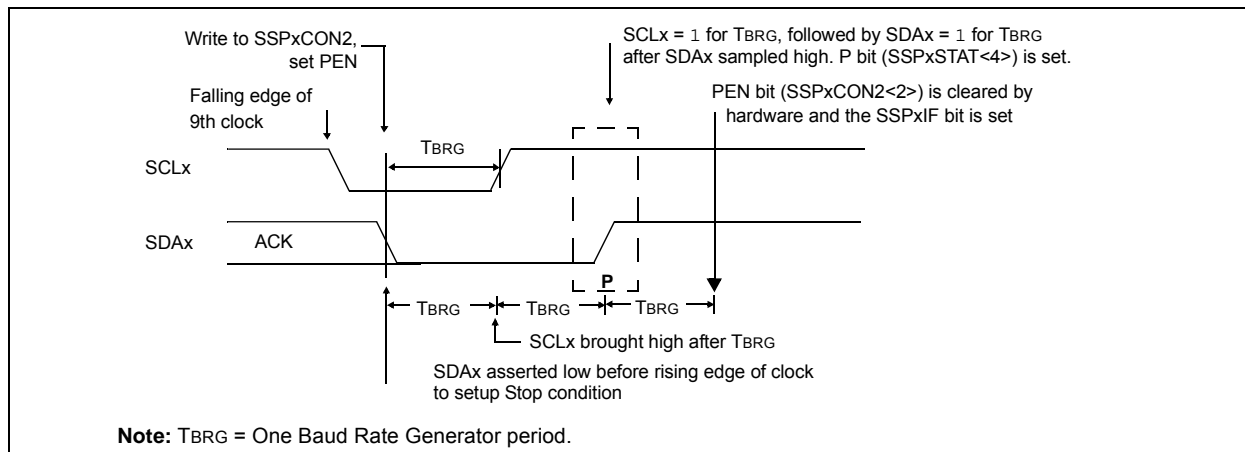 Write to SSPxCON2,
set PEN
SCLx = 1 for TBRG, followed by SDAx = 1 for TBRG
after SDAx sampled high. P bit (SSPxSTAT<4>) is set.
Falling edge of
9th clock
PEN bit (SSPxCON2<2>) is cleared by
hardware and the SSPxIF bit is set
TBRG
SCLx
SDAx
ACK
P
TBRG
TBRG
TBRG
SCLx brought high after TBRG
SDAx asserted low before rising edge of clock
to setup Stop condition
Note: TBRG = One Baud Rate Generator period.